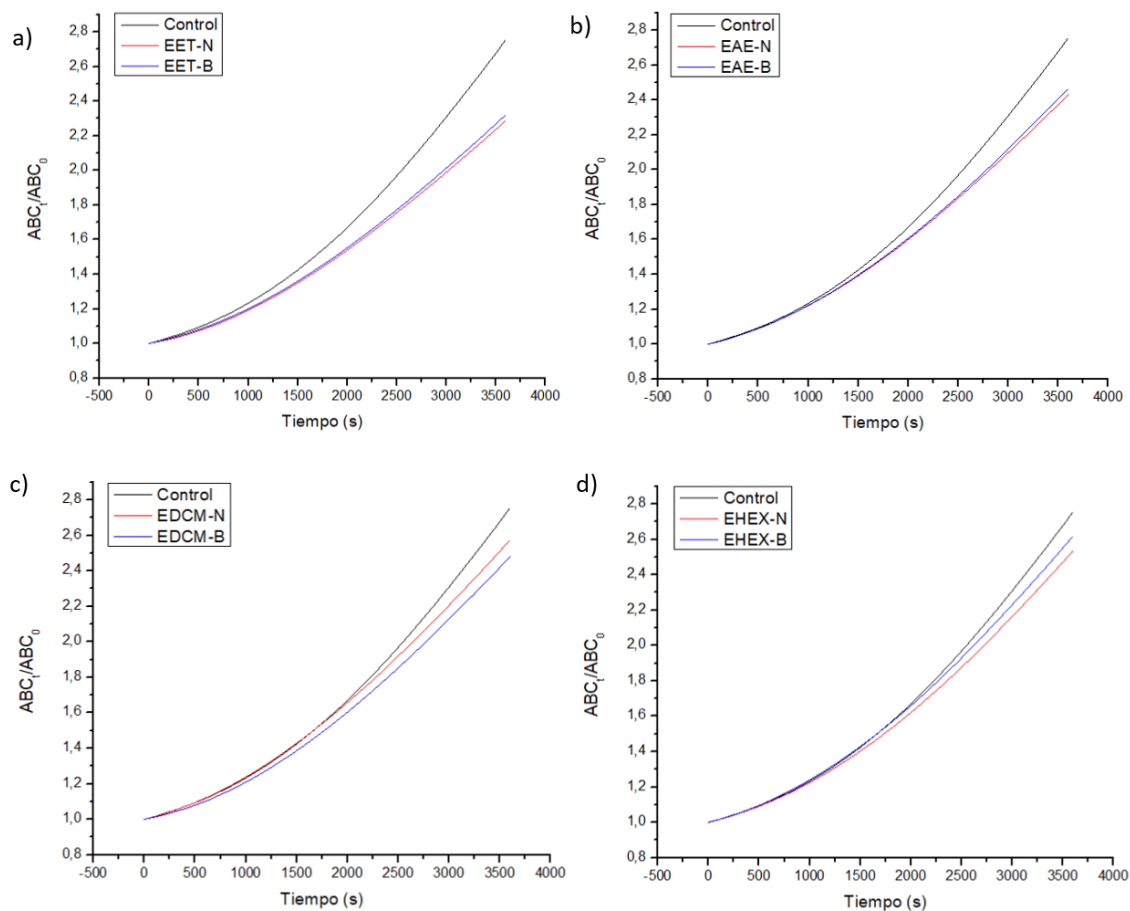 a)
Control
EET-N
EET-B
2,8
2,6
2,4
2,2
2,0
1,8
1,6
1,4
1,2
1,0
0,8
ABCt/ABC0
-500 0 500 1000 1500 2000 2500 3000 3500 4000
Tiempo (s)
b)
Control
EAE-N
EAE-B
2,8
2,6
2,4
2,2
2,0
1,8
1,6
1,4
1,2
1,0
0,8
ABCt/ABC0
-500 0 500 1000 1500 2000 2500 3000 3500 4000
Tiempo (s)
c)
Control
EDCM-N
EDCM-B
2,8
2,6
2,4
2,2
2,0
1,8
1,6
1,4
1,2
1,0
0,8
ABCt/ABC0
-500 0 500 1000 1500 2000 2500 3000 3500 4000
Tiempo (s)
d)
Control
EHEX-N
EHEX-B
2,8
2,6
2,4
2,2
2,0
1,8
1,6
1,4
1,2
1,0
0,8
ABCt/ABC0
-500 0 500 1000 1500 2000 2500 3000 3500 4000
Tiempo (s)